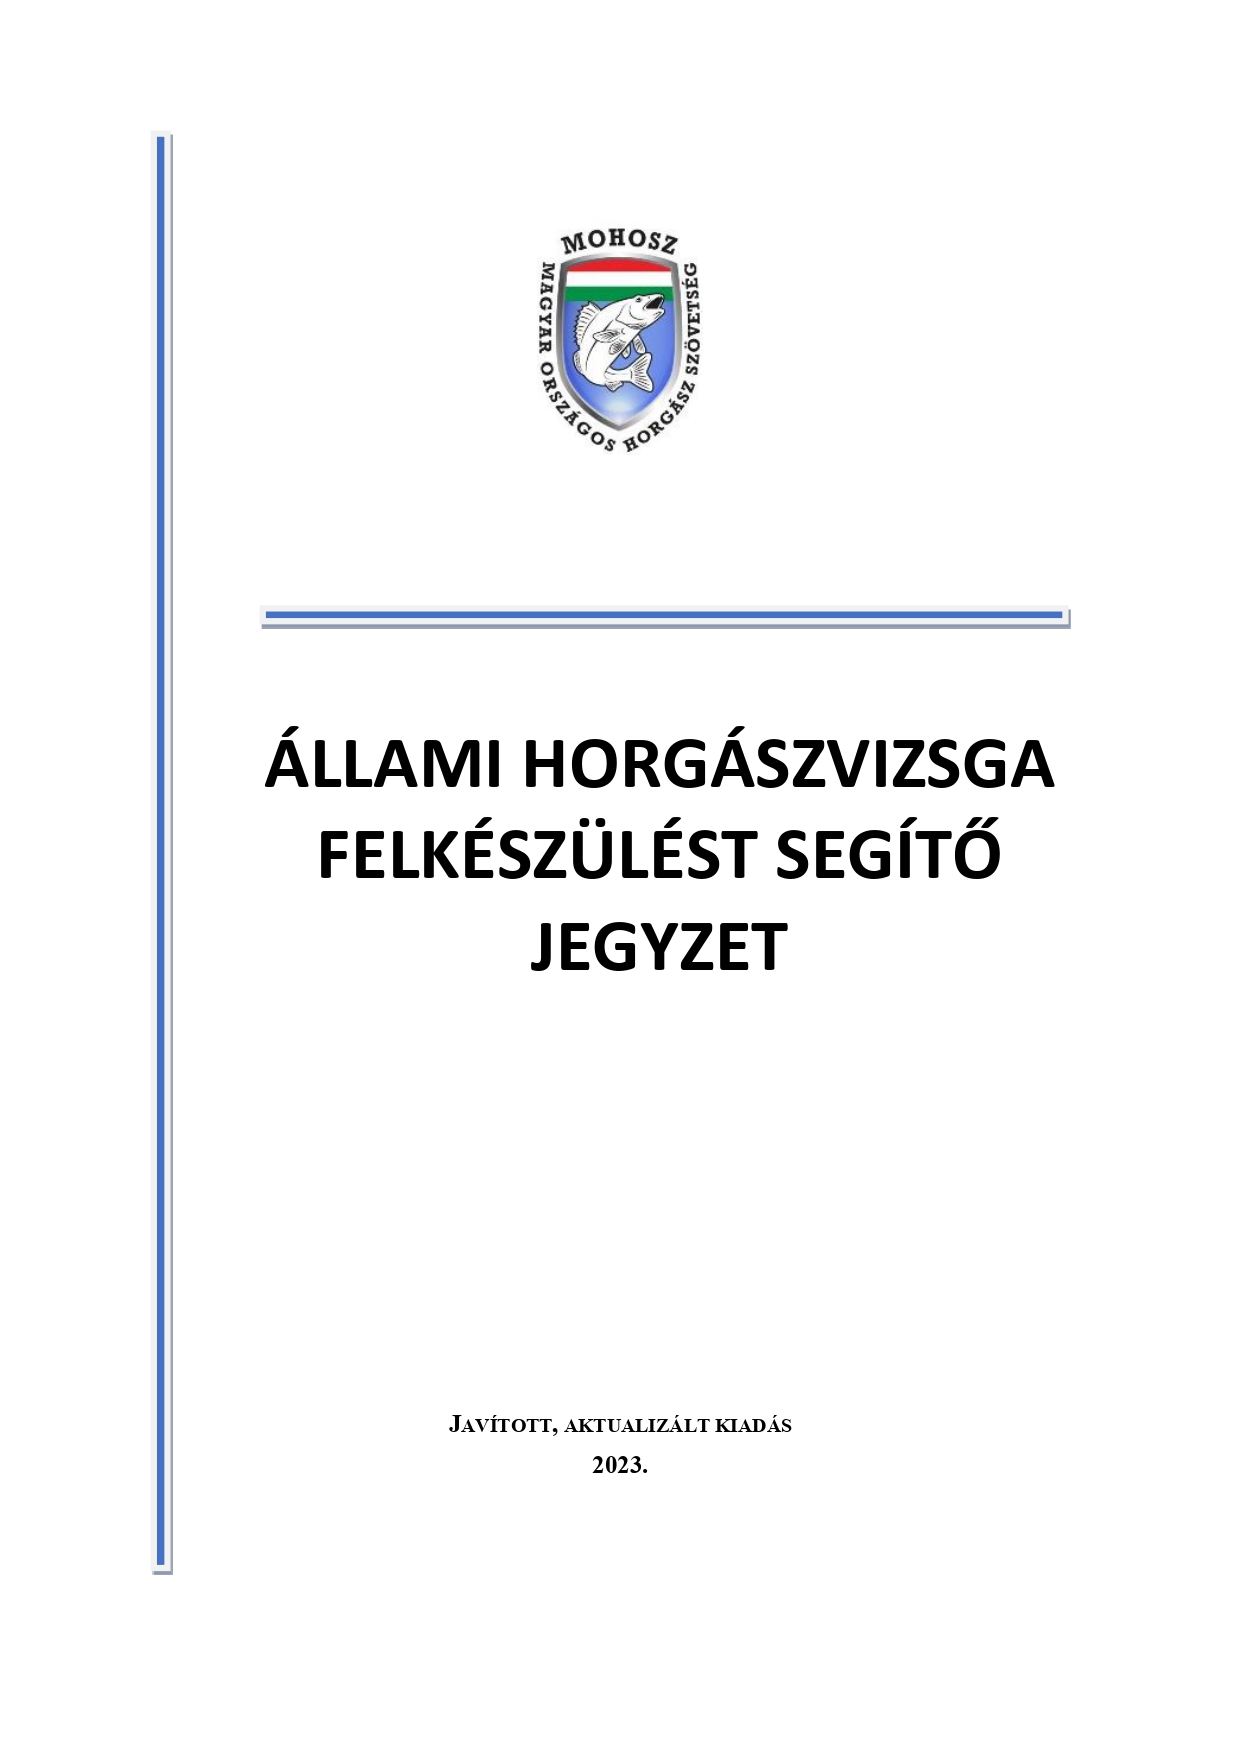 MOHOSZ
MAGYAR ORSZÁGOS HORGÁSZ SZÖVETSÉG
ÁLLAMI HORGÁSZVIZSGA
FELKÉSZÜLÉST SEGÍTŐ
JEGYZET
JAVÍTOTT, AKTUALIZÁLT KIADÁS
2023.